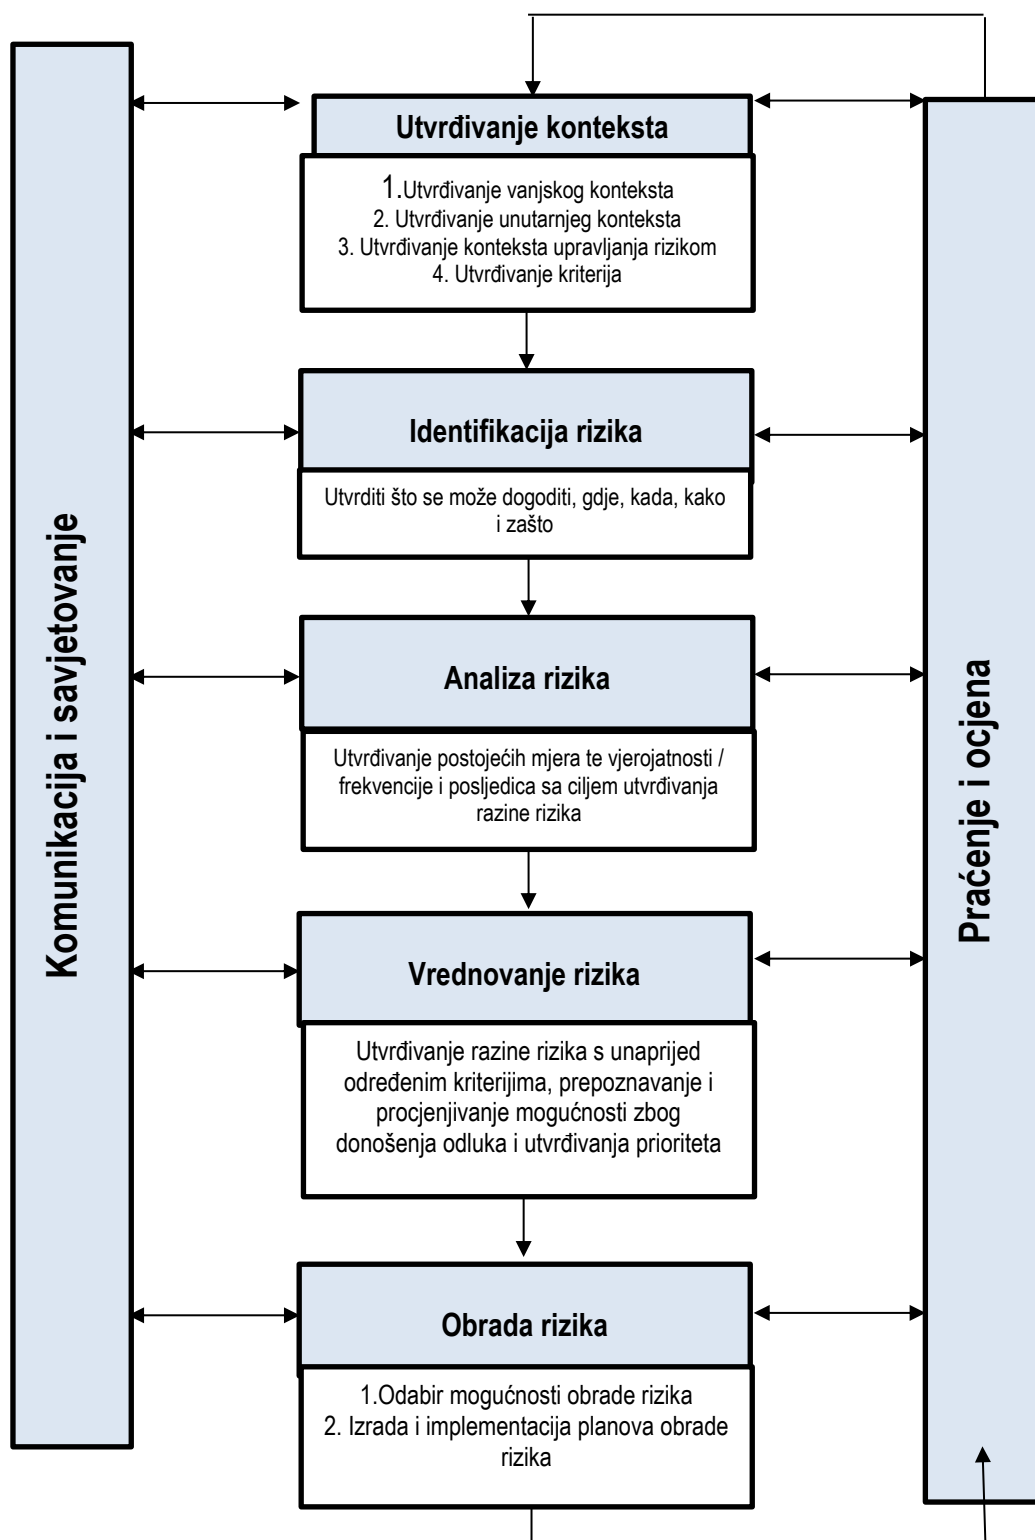 Komunikacija i savjetovanje
Utvrđivanje konteksta
1.Utvrđivanje vanjskog konteksta
2. Utvrđivanje unutarnjeg konteksta
3. Utvrđivanje konteksta upravljanja rizikom
4. Utvrđivanje kriterija
Identifikacija rizika
Utvrditi što se može dogoditi, gdje, kada, kako
i zašto
Analiza rizika
Utvrđivanje postojećih mjera te vjerojatnosti /
frekvencije i posljedica sa ciljem utvrđivanja
razine rizika
Vrednovanje rizika
Utvrđivanje razine rizika s unaprijed
određenim kriterijima, prepoznavanje i
procjenjivanje mogućnosti zbog
donošenja odluka i utvrđivanja prioriteta
Obrada rizika
1.Odabir mogućnosti obrade rizika
2. Izrada i implementacija planova obrade
rizika
Praćenje i ocjena